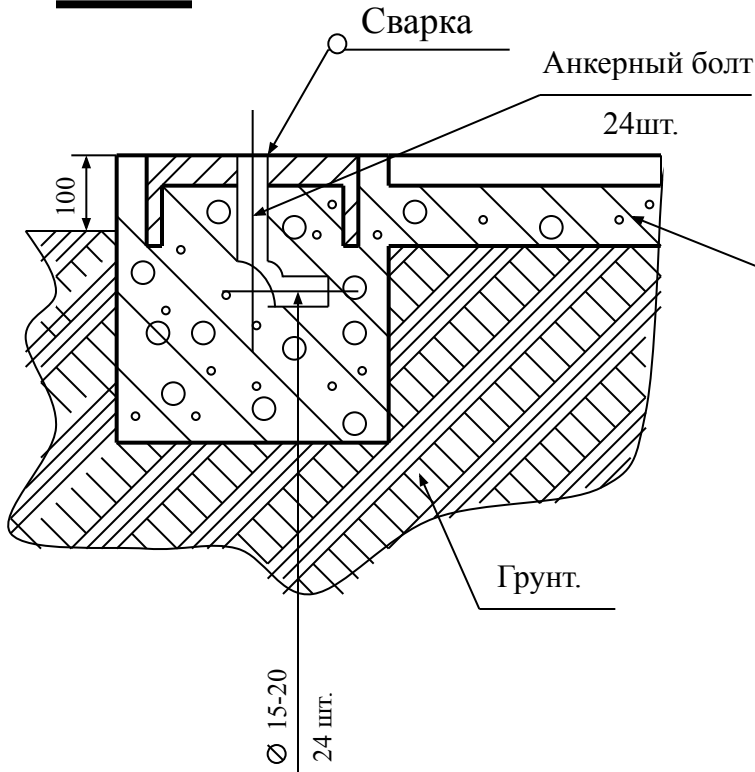 Сварка
Анкерный болт
24шт.
100
Грунт.
Ø 15-20
24 шт.